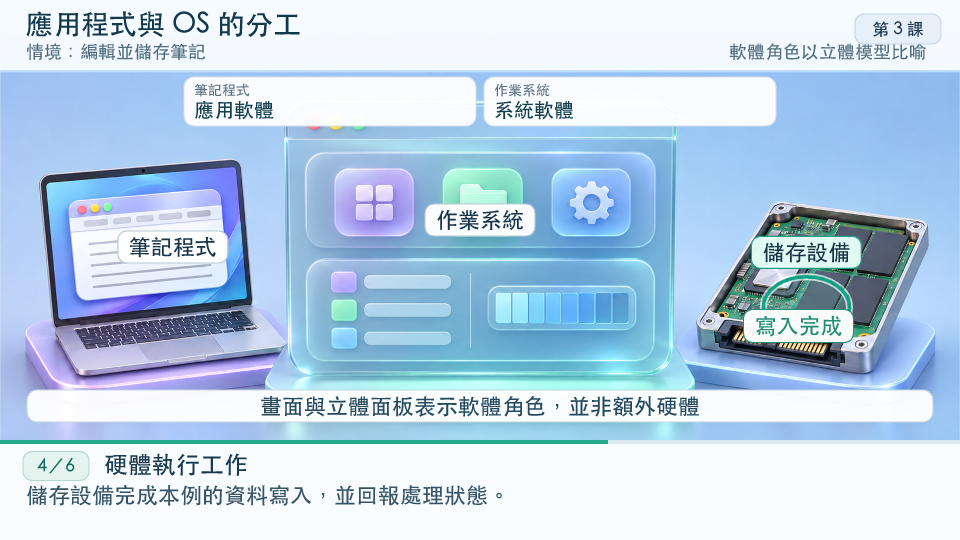 應用程式與 OS 的分工
情境：編輯並儲存筆記
第 3 課
軟體角色以立體模型比喻
筆記程式
應用軟體
作業系統
系統軟體
筆記程式
作業系統
儲存設備
寫入完成
畫面與立體面板表示軟體角色，並非額外硬體
4／6 硬體執行工作
儲存設備完成本例的資料寫入，並回報處理狀態。